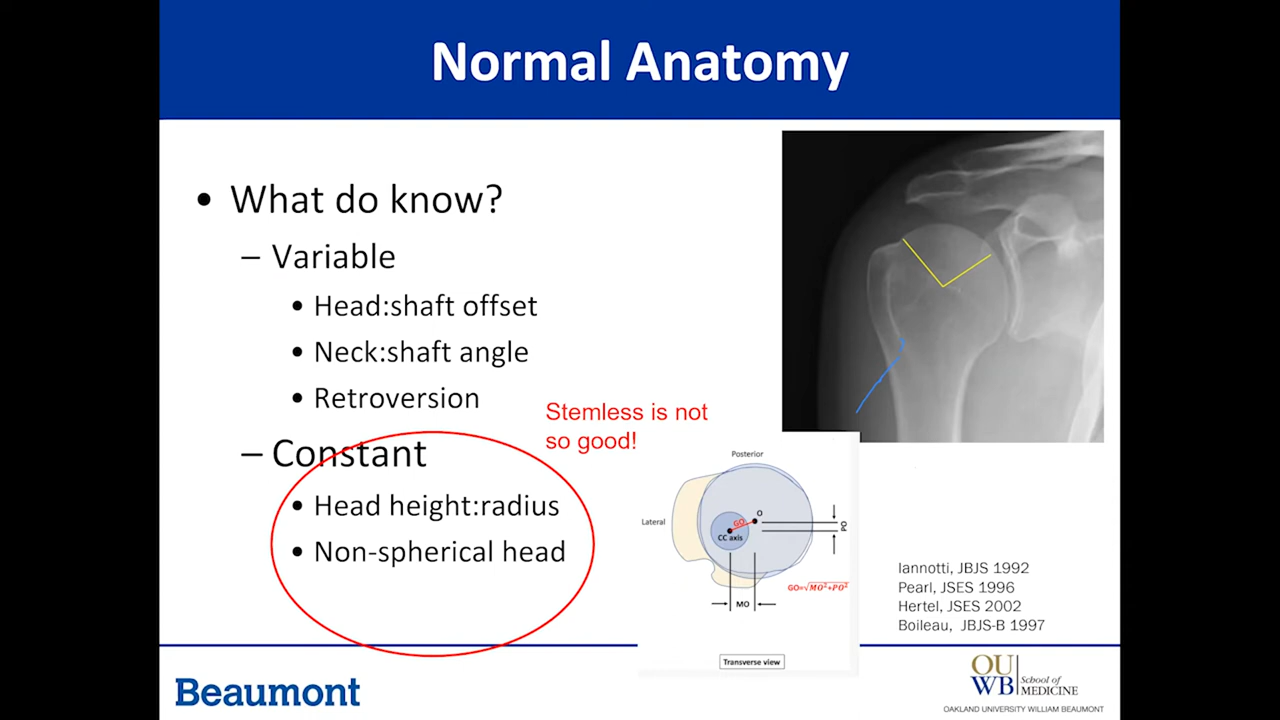 Normal Anatomy
• What do know?
– Variable
• Head:shaft offset
• Neck:shaft angle
• Retroversion
Stemless is not
so good!
– Constant
• Head height:radius
• Non-spherical head
Posterior
Lateral
O
GO
CC axis
PO
MO
GO=√MO²+PO²
Transverse view
Iannotti, JBJS 1992
Pearl, JSES 1996
Hertel, JSES 2002
Boileau, JBJS-B 1997
Beaumont
OU
WB
School of
MEDICINE
OAKLAND UNIVERSITY WILLIAM BEAUMONT